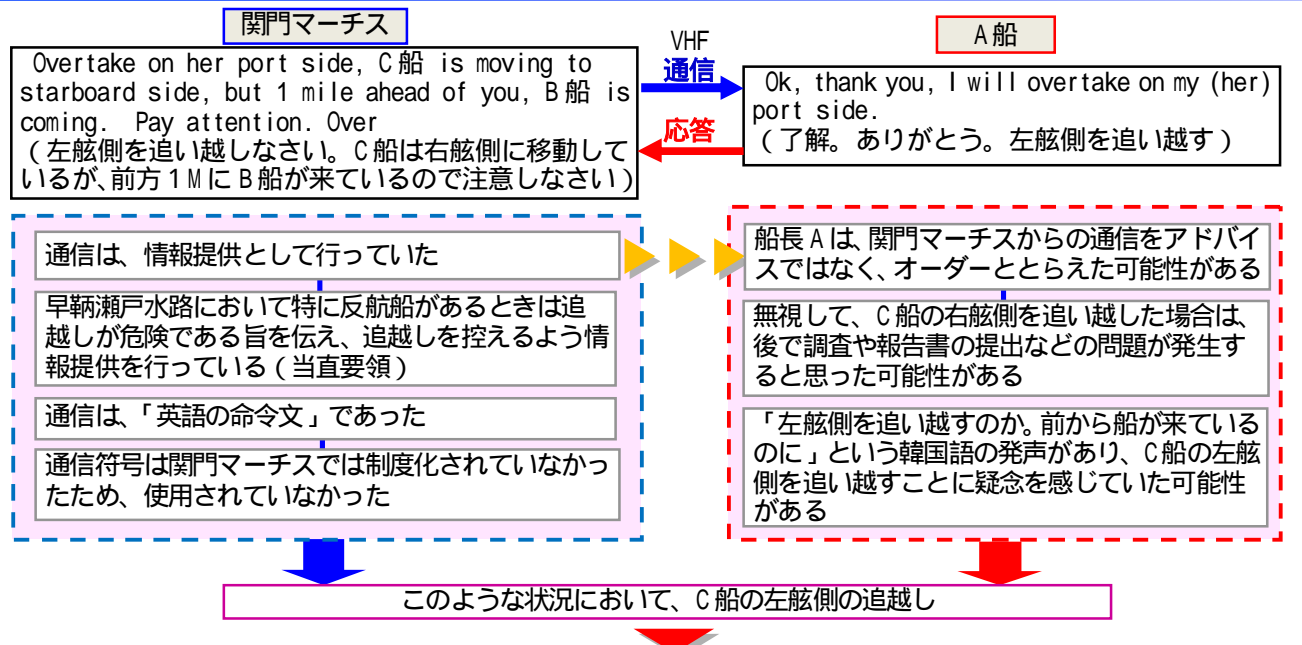 関門マーチス
Overtake on her port side, C船 is moving to
starboard side, but 1 mile ahead of you, B船 is
coming. Pay attention. Over
(左舷側を追い越しなさい。C船は右舷側に移動して
いるが、前方1MにB船が来ているので注意しなさい)
VHF
通信
応答
A船
Ok, thank you, I will overtake on my (her)
port side.
(了解。ありがとう。左舷側を追い越す)
通信は、情報提供として行っていた
早鞆瀬戸水路において特に反航船があるときは追
越しが危険である旨を伝え、追越しを控えるよう情
報提供を行っている(当直要領)
通信は、「英語の命令文」であった
通信符号は関門マーチスでは制度化されていなかっ
たため、使用されていなかった
船長Aは、関門マーチスからの通信をアドバイ
スではなく、オーダーととらえた可能性がある
無視して、C船の右舷側を追い越した場合は、
後で調査や報告書の提出などの問題が発生す
ると思った可能性がある
「左舷側を追い越すのか。前から船が来ている
のに」という韓国語の発声があり、C船の左舷
側を追い越すことに疑念を感じていた可能性
がある
このような状況において、C船の左舷側の追越し